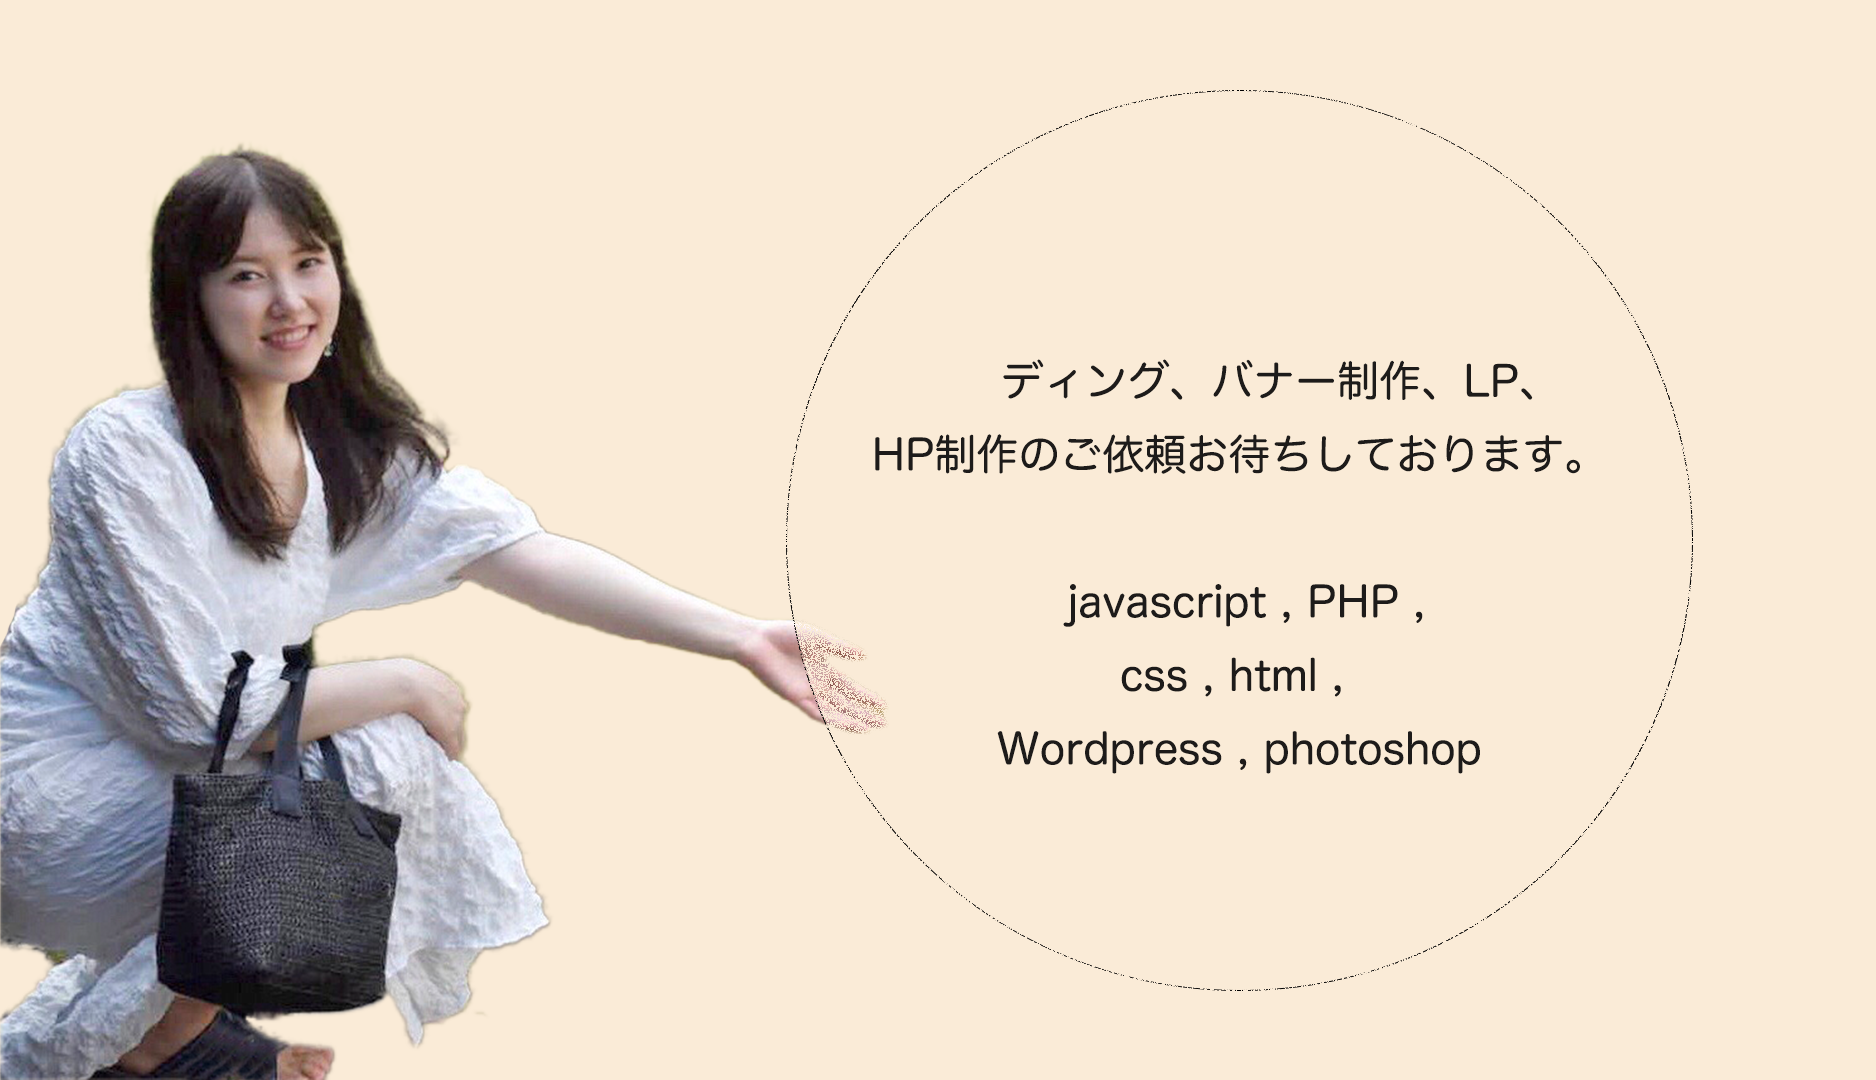 ディング、バナー制作、LP、
HP制作のご依頼お待ちしております。
javascript , PHP ,
css , html ,
Wordpress , photoshop